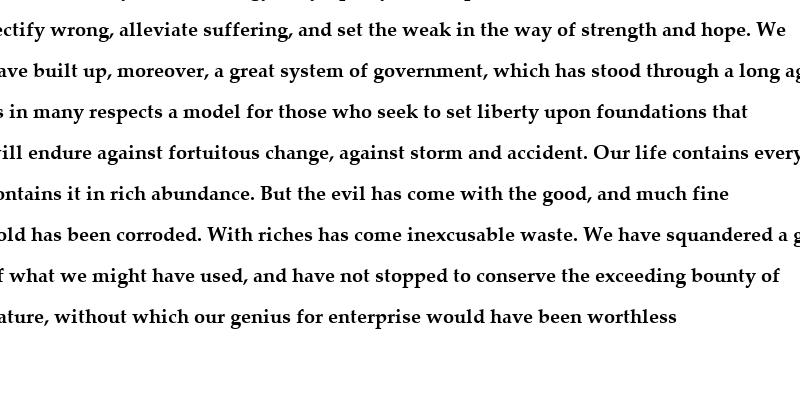 ectify wrong, alleviate suffering, and set the weak in the way of strength and hope. We
ave built up, moreover, a great system of government, which has stood through a long ag
s in many respects a model for those who seek to set liberty upon foundations that
ill endure against fortuitous change, against storm and accident. Our life contains every
ontains it in rich abundance. But the evil has come with the good, and much fine
old has been corroded. With riches has come inexcusable waste. We have squandered a g
f what we might have used, and have not stopped to conserve the exceeding bounty of
ature, without which our genius for enterprise would have been worthless